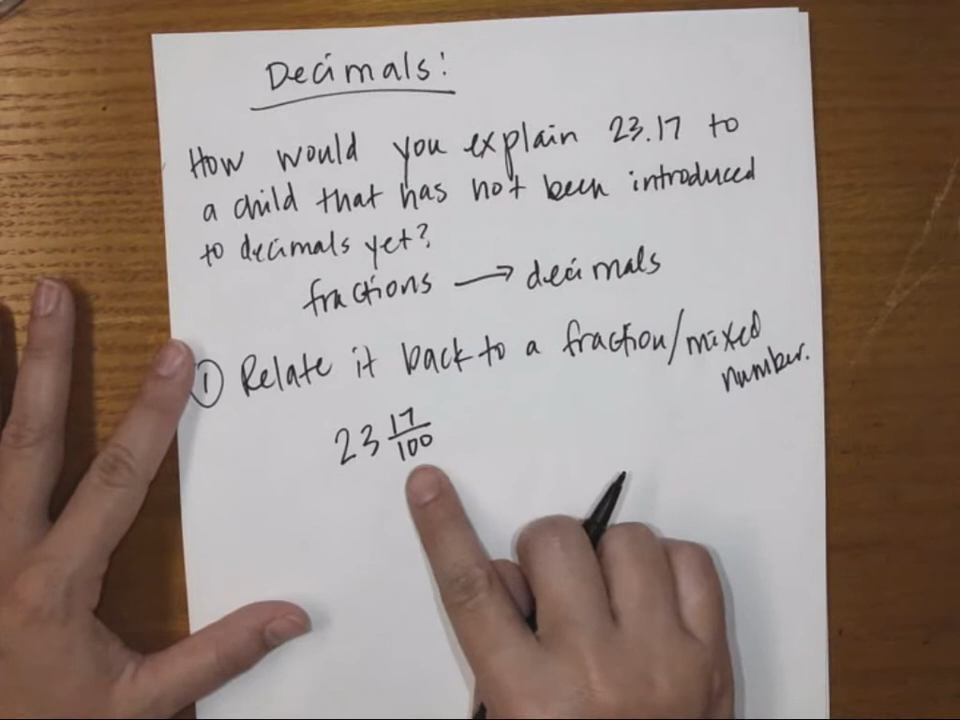 Decimals:
How would you explain 23.17 to
a child that has not been introduced
to decimals yet?
fractions → decimals
① Relate it back to a fraction/mixed
number.
23 17/100